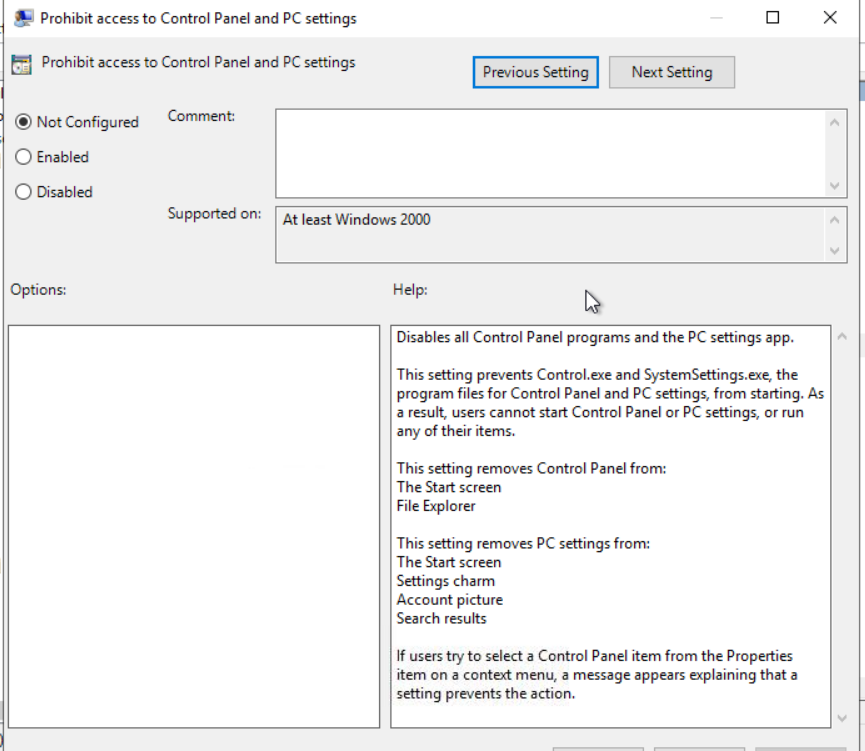 Prohibit access to Control Panel and PC settings
Prohibit access to Control Panel and PC settings
Previous Setting
Next Setting
Not Configured
Comment:
Enabled
Disabled
Supported on:
At least Windows 2000
Options:
Help:
Disables all Control Panel programs and the PC settings app.
This setting prevents Control.exe and SystemSettings.exe, the
program files for Control Panel and PC settings, from starting. As
a result, users cannot start Control Panel or PC settings, or run
any of their items.
This setting removes Control Panel from:
The Start screen
File Explorer
This setting removes PC settings from:
The Start screen
Settings charm
Account picture
Search results
If users try to select a Control Panel item from the Properties
item on a context menu, a message appears explaining that a
setting prevents the action.